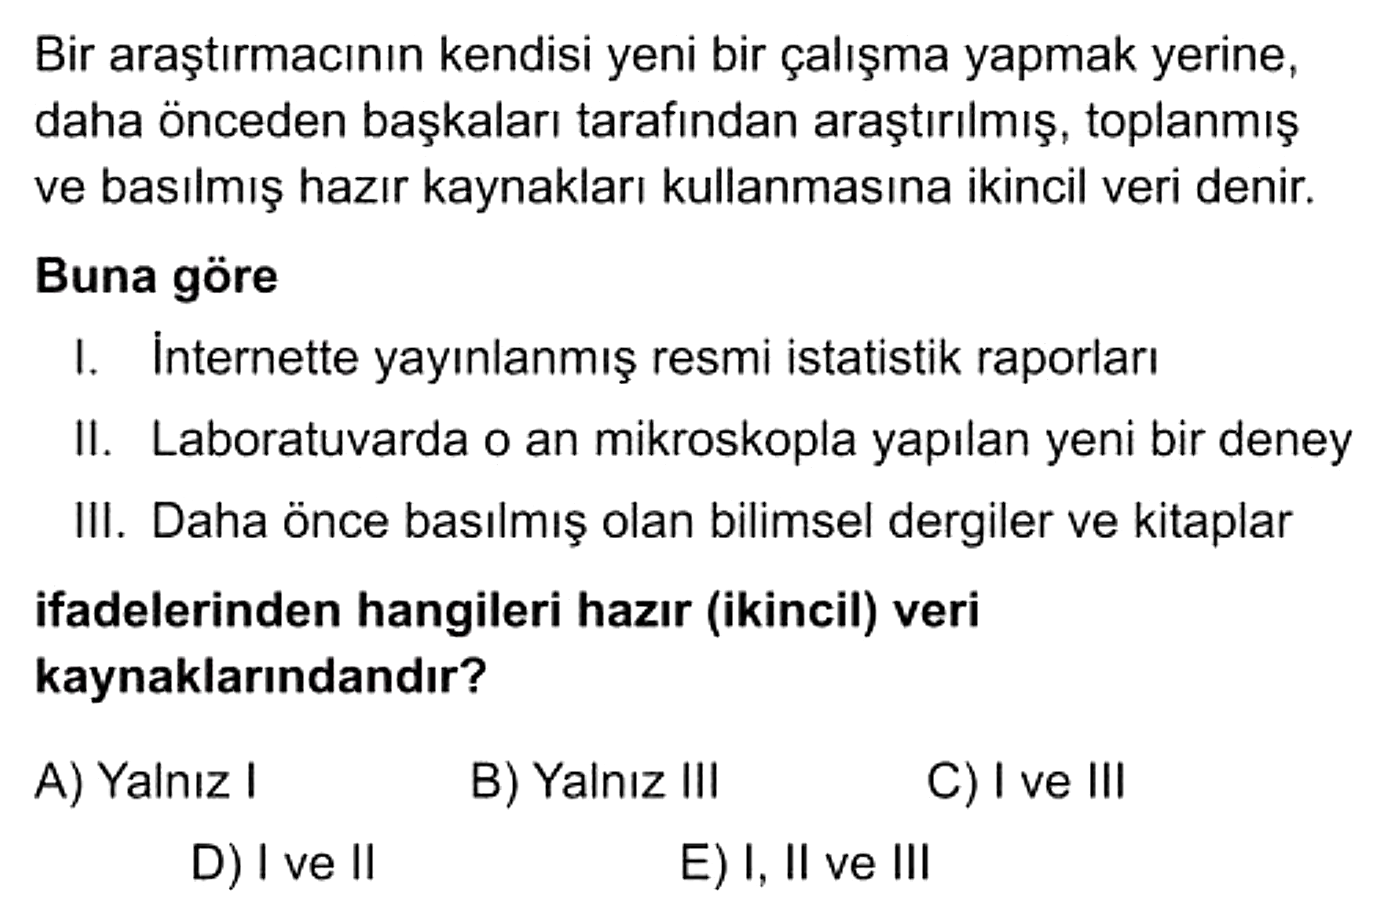 Bir araştırmacının kendisi yeni bir çalışma yapmak yerine,
daha önceden başkaları tarafından araştırılmış, toplanmış
ve basılmış hazır kaynakları kullanmasına ikincil veri denir.
Buna göre
I. İnternette yayınlanmış resmi istatistik raporları
II. Laboratuvarda o an mikroskopla yapılan yeni bir deney
III. Daha önce basılmış olan bilimsel dergiler ve kitaplar
ifadelerinden hangileri hazır (ikincil) veri
kaynaklarındandır?
A) Yalnız I B) Yalnız III C) I ve III
D) I ve II E) I, II ve III